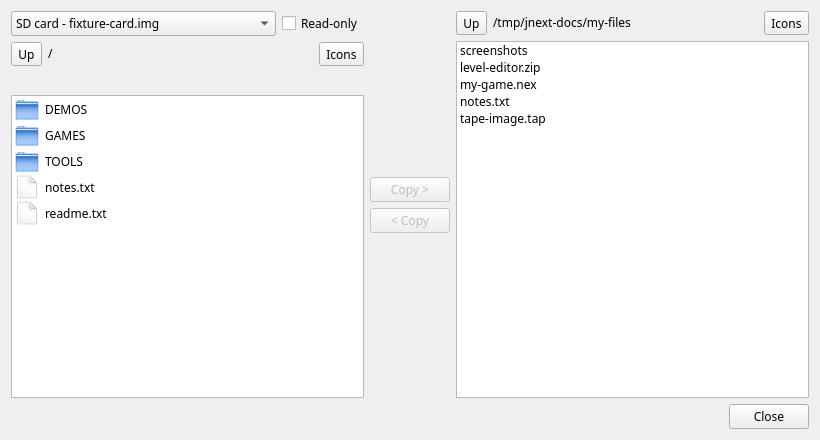 SD card - fixture-card.img
Read-only
Up
/
Icons
DEMOS
GAMES
TOOLS
notes.txt
readme.txt
Copy >
< Copy
Up
/tmp/jnext-docs/my-files
Icons
screenshots
level-editor.zip
my-game.nex
notes.txt
tape-image.tap
Close